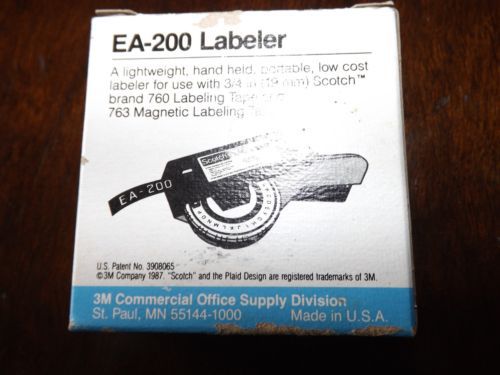 EA-200 Labeler
A lightweight, hand held, portable, low cost
labeler for use with 3/4 in (19 mm) Scotch™
brand 760 Labeling Tape
763 Magnetic Labeling
Scotch
EA-200
U.S. Patent No. 3908065
©3M Company 1987. "Scotch" and the Plaid Design are registered trademarks of 3M.
3M Commercial Office Supply Division
St. Paul, MN 55144-1000 Made in U.S.A.